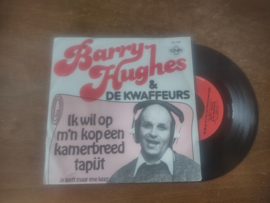 Barry
Hughes
&
DE KWAFFEURS
Ik wil op
m'n kop een
kamerbreed
tapijt